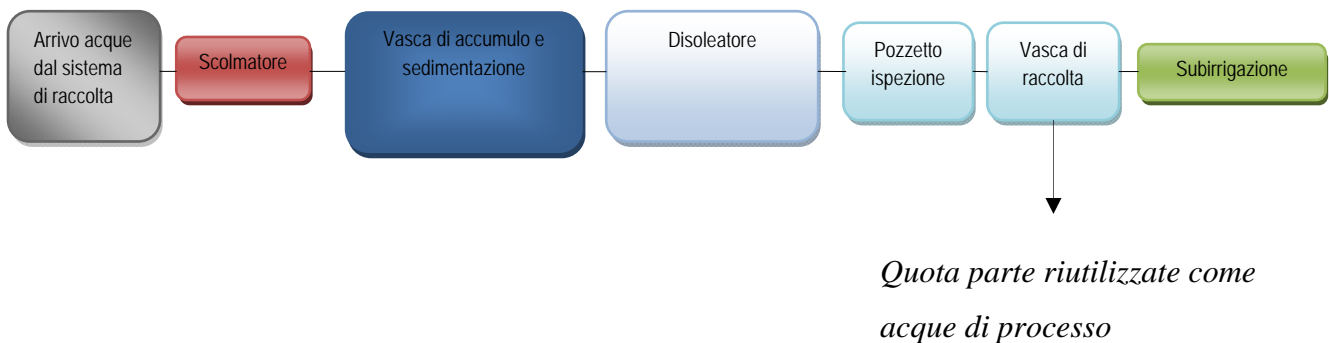 Arrivo acque
dal sistema
di raccolta
Scolmatore
Vasca di accumulo e
sedimentazione
Disoleatore
Pozzetto
ispezione
Vasca di
raccolta
Subirrigazione
Quota parte riutilizzate come
acque di processo